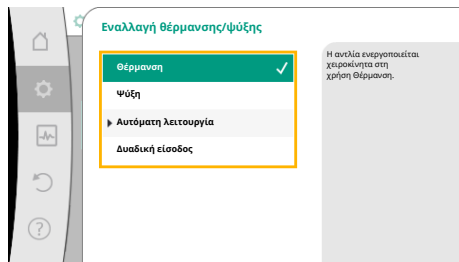 Εναλλαγή θέρμανσης/ψύξης
Θέρμανση
Ψύξη
Αυτόματη λειτουργία
Δυαδική είσοδος
Η αντλία ενεργοποιείται
χειροκίνητα στη
χρήση Θέρμανση.